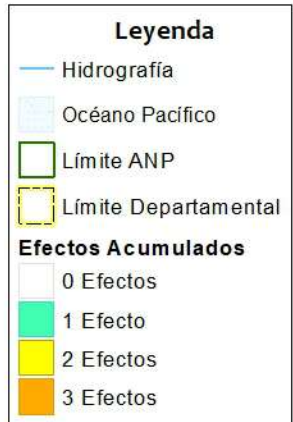 Leyenda
Hidrografía
Océano Pacífico
Límite ANP
Límite Departamental
Efectos Acumulados
0 Efectos
1 Efecto
2 Efectos
3 Efectos